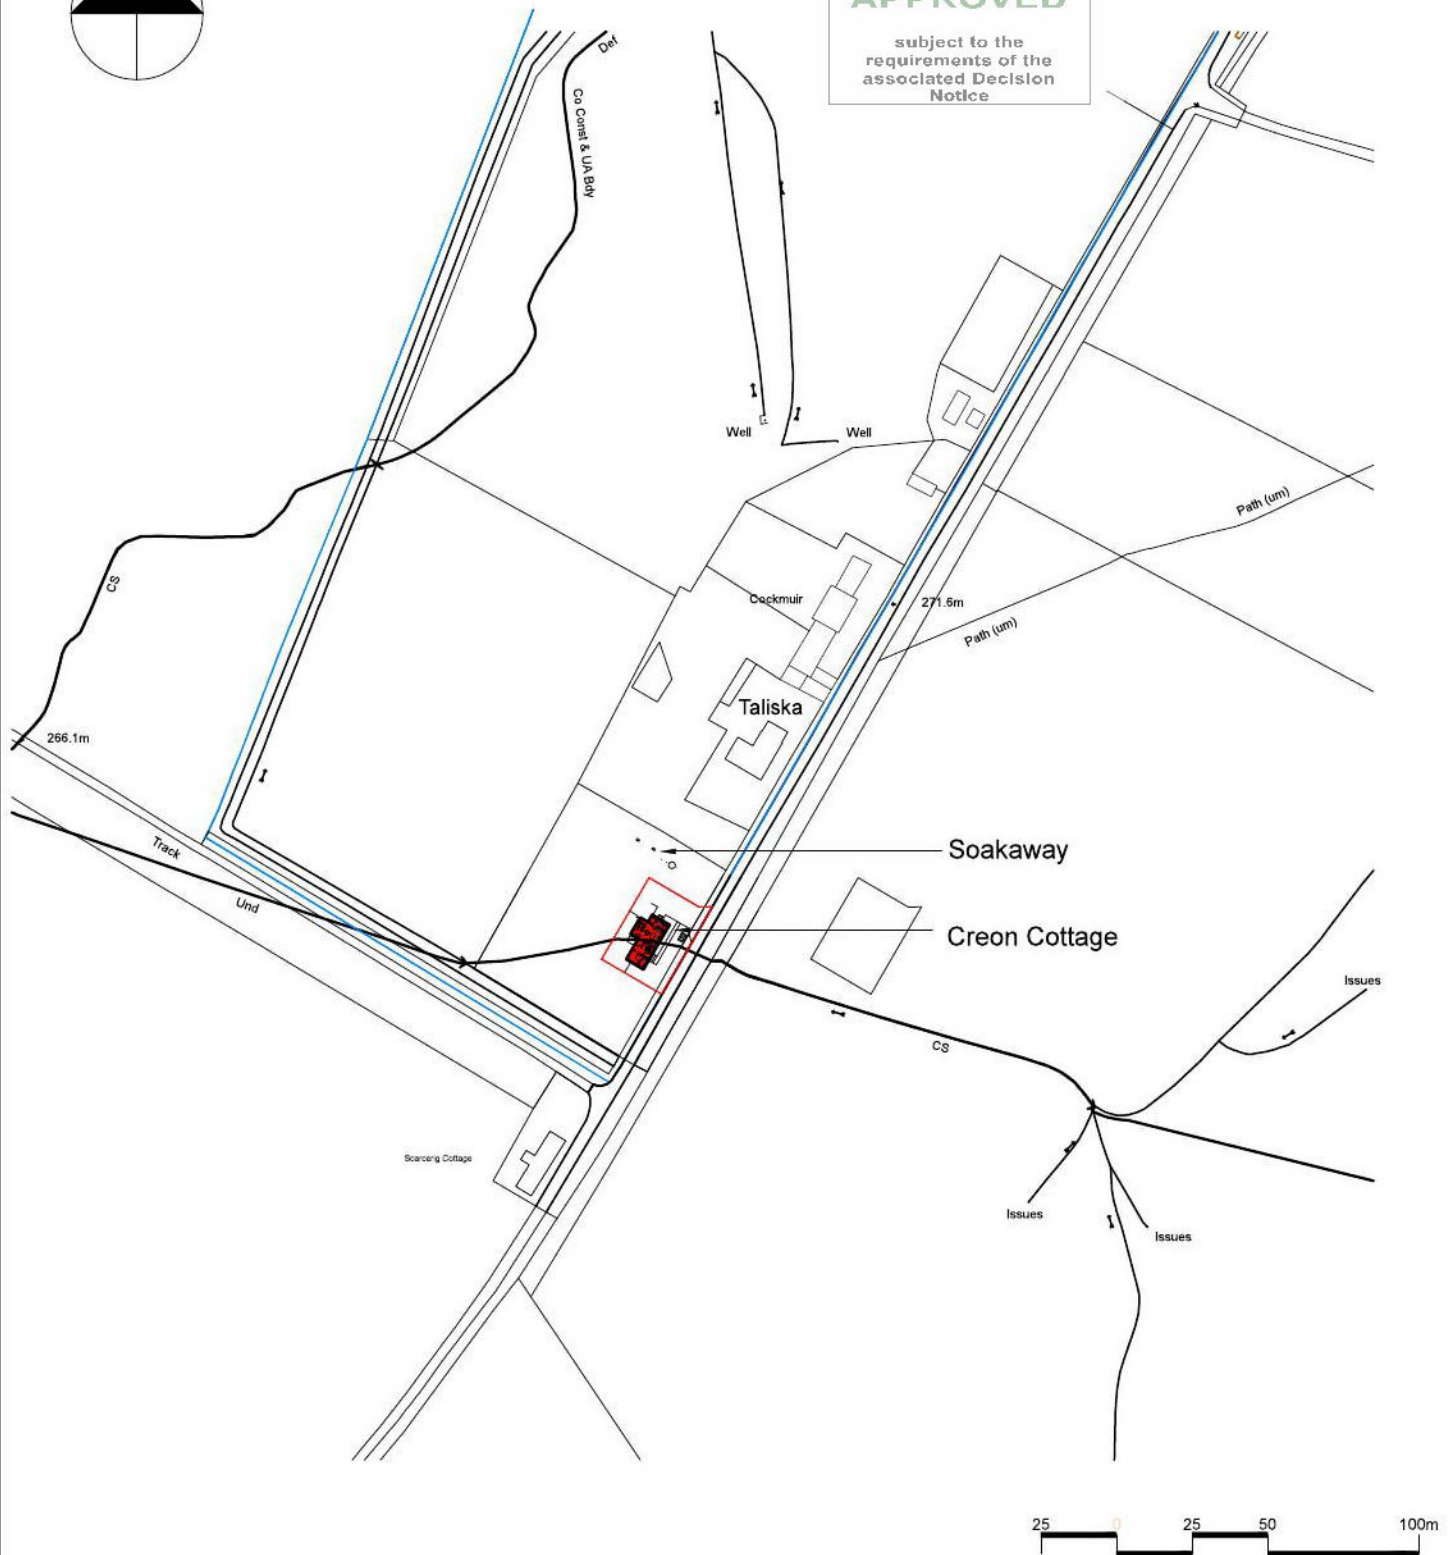 APPROVED
subject to the
requirements of the
associated Decision
Notice
Def
Co Const & UA Bdy
Well
Well
Path (um)
CS
Cockmuir
271.6m
Path (um)
Taliska
266.1m
Track
Soakaway
Und
Creon Cottage
Issues
CS
Scarcerig Cottage
Issues
Issues
25 0 25 50 100m